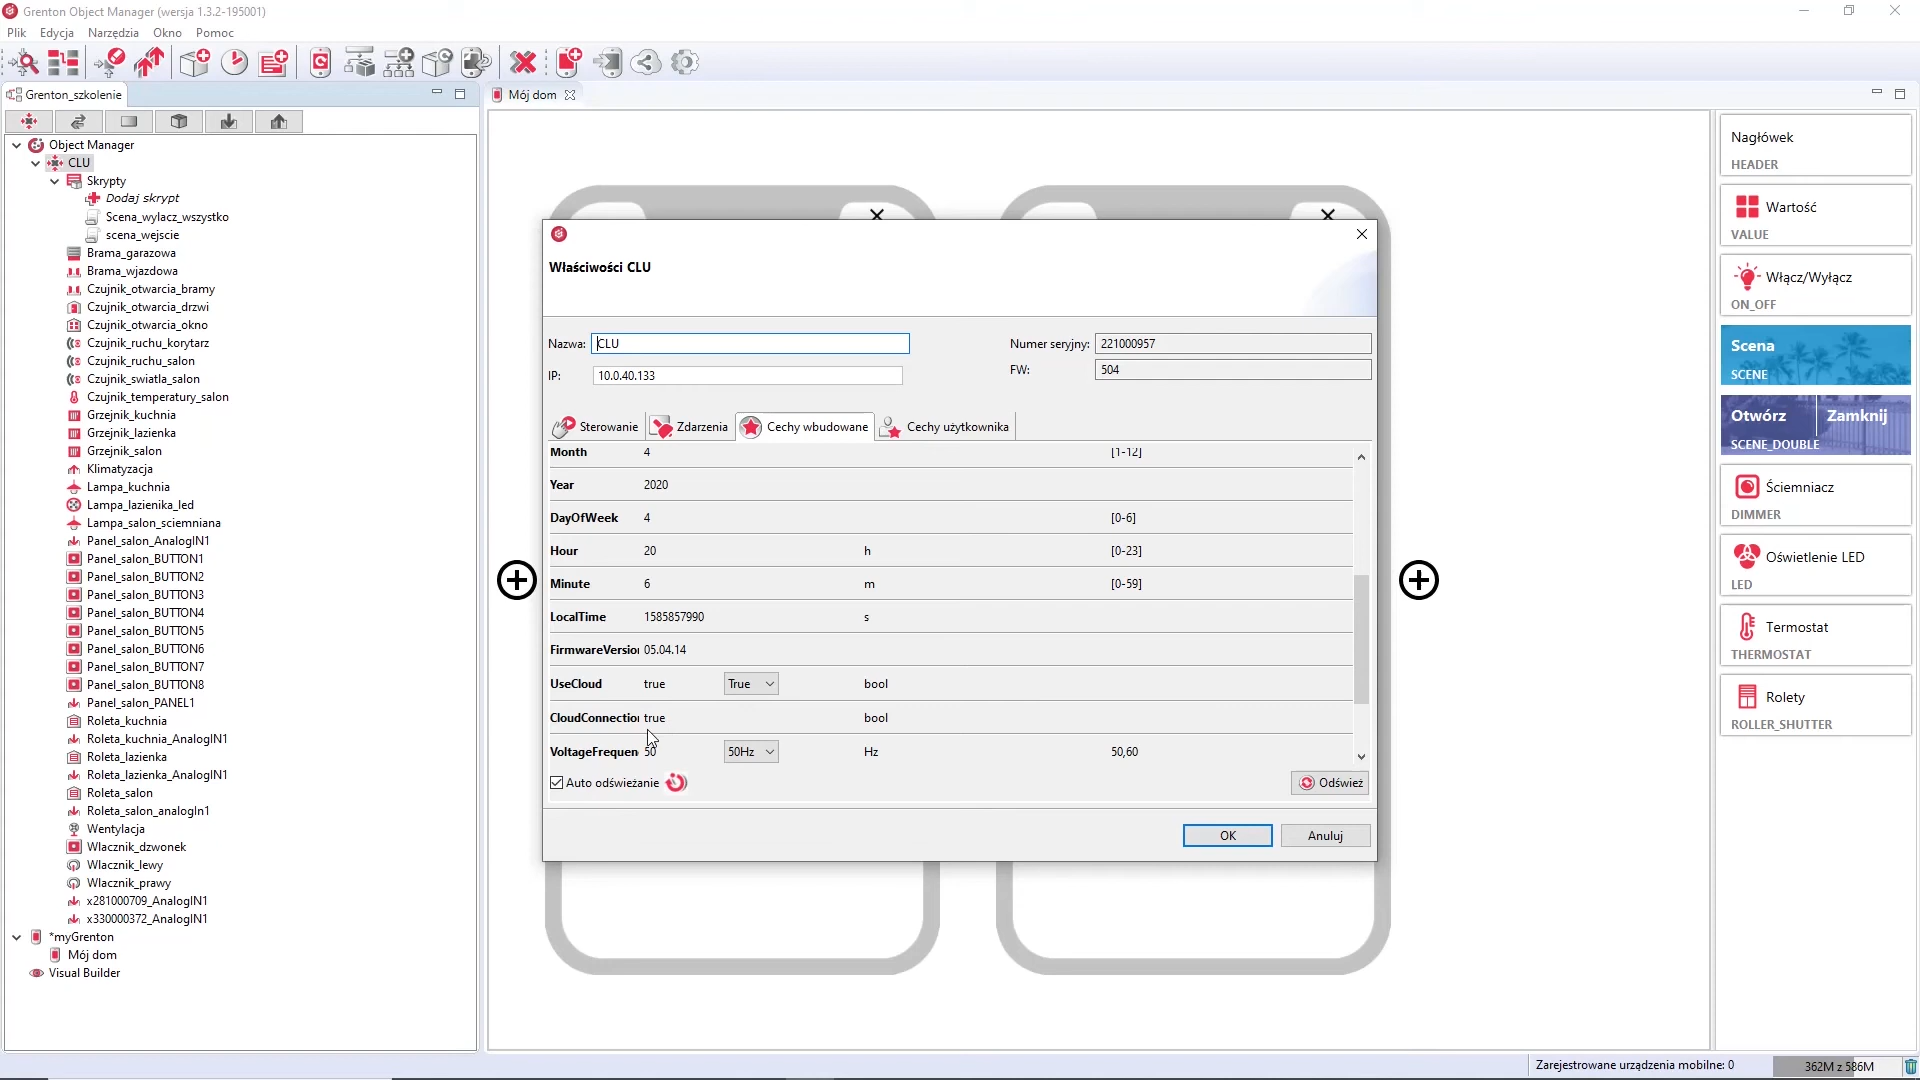 Grenton Object Manager (wersja 1.3.2-195001)
Plik Edycja Narzędzia Okno Pomoc
Grenton_szkolenie
Mój dom
Object Manager
CLU
Skrypty
Dodaj skrypt
Scena_wylacz_wszystko
scena_wejscie
Brama_garazowa
Brama_wjazdowa
Czujnik_otwarcia_bramy
Czujnik_otwarcia_drzwi
Czujnik_otwarcia_okno
Czujnik_ruchu_korytarz
Czujnik_ruchu_salon
Czujnik_swiatla_salon
Czujnik_temperatury_salon
Grzejnik_kuchnia
Grzejnik_lazienka
Grzejnik_salon
Klimatyzacja
Lampa_kuchnia
Lampa_lazienika_led
Lampa_salon_sciemniana
Panel_salon_AnalogIN1
Panel_salon_BUTTON1
Panel_salon_BUTTON2
Panel_salon_BUTTON3
Panel_salon_BUTTON4
Panel_salon_BUTTON5
Panel_salon_BUTTON6
Panel_salon_BUTTON7
Panel_salon_BUTTON8
Panel_salon_PANEL1
Roleta_kuchnia
Roleta_kuchnia_AnalogIN1
Roleta_lazienka
Roleta_lazienka_AnalogIN1
Roleta_salon
Roleta_salon_analogIn1
Wentylacja
Wlacznik_dzwonek
Wlacznik_lewy
Wlacznik_prawy
x281000709_AnalogIN1
x330000372_AnalogIN1
*myGrenton
Mój dom
Visual Builder
Właściwości CLU
Nazwa: CLU
Numer seryjny: 221000957
IP: 10.0.40.133
FW: 504
Sterowanie Zdarzenia Cechy wbudowane Cechy użytkownika
Month 4 [1-12]
Year 2020
DayOfWeek 4 [0-6]
Hour 20 h [0-23]
Minute 6 m [0-59]
LocalTime 1585857990 s
FirmwareVersio 05.04.14
UseCloud true True bool
CloudConnectio true bool
VoltageFrequen 50 50Hz Hz 50,60
Auto odświeżanie
Odśwież
OK Anuluj
Nagłówek
HEADER
Wartość
VALUE
Włącz/Wyłącz
ON_OFF
Scena
SCENE
Otwórz Zamknij
SCENE_DOUBLE
Ściemniacz
DIMMER
Oświetlenie LED
LED
Termostat
THERMOSTAT
Rolety
ROLLER_SHUTTER
Zarejestrowane urządzenia mobilne: 0
362M z 586M